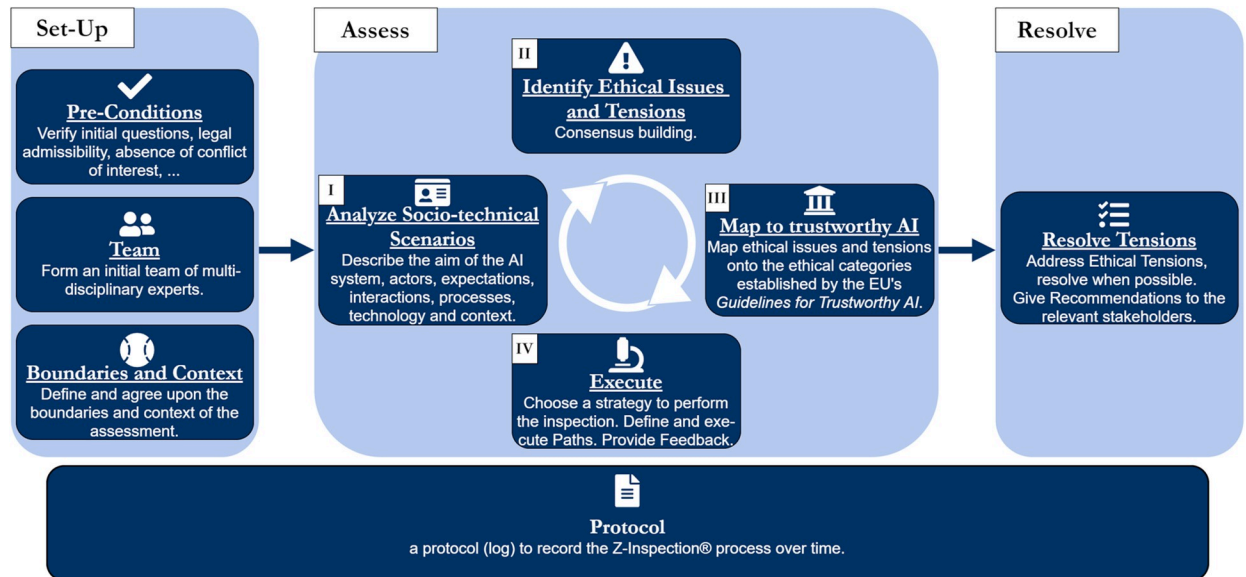 Set-Up
Pre-Conditions
Verify initial questions, legal
admissibility, absence of conflict
of interest, ...
Team
Form an initial team of multi-
disciplinary experts.
Boundaries and Context
Define and agree upon the
boundaries and context of the
assessment.
Assess
I
Analyze Socio-technical
Scenarios
Describe the aim of the AI
system, actors, expectations,
interactions, processes,
technology and context.
II
Identify Ethical Issues
and Tensions
Consensus building.
III
Map to trustworthy AI
Map ethical issues and tensions
onto the ethical categories
established by the EU's
Guidelines for Trustworthy AI.
IV
Execute
Choose a strategy to perform
the inspection. Define and exe-
cute Paths. Provide Feedback.
Resolve
Resolve Tensions
Address Ethical Tensions,
resolve when possible.
Give Recommendations to the
relevant stakeholders.
Protocol
a protocol (log) to record the Z-Inspection® process over time.